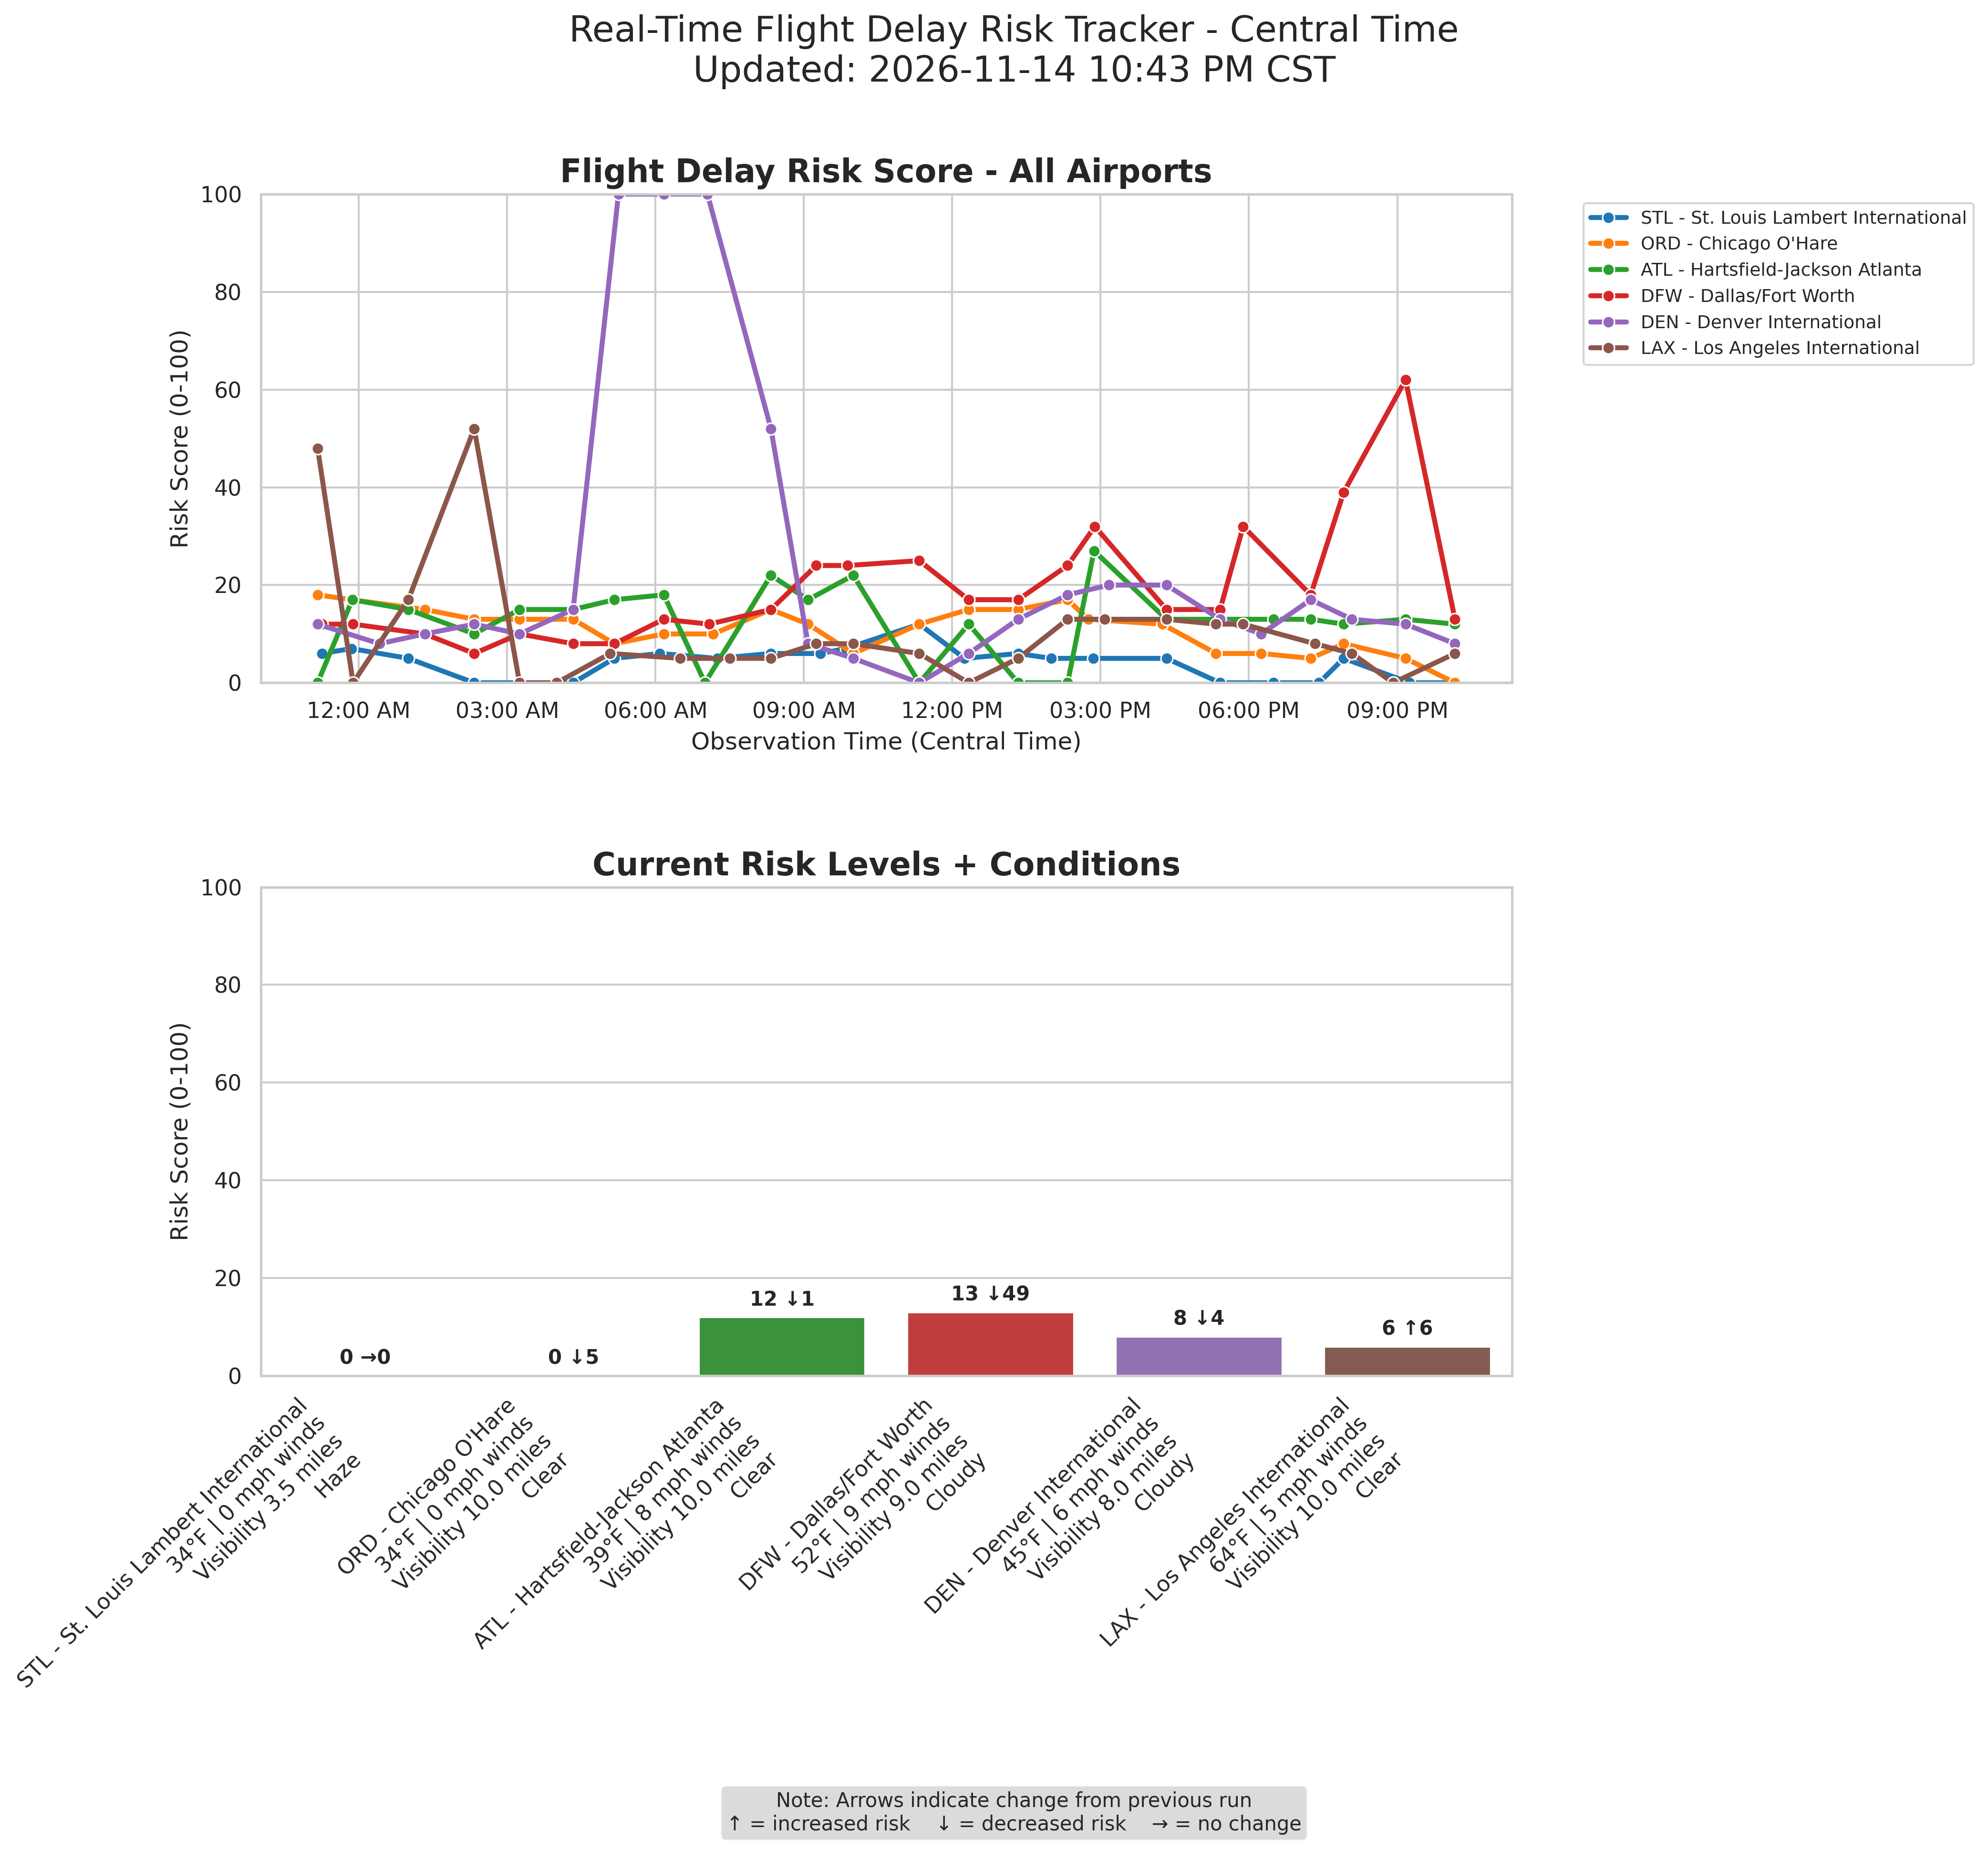 Real-Time Flight Delay Risk Tracker - Central Time
Updated: 2026-11-14 10:43 PM CST
Flight Delay Risk Score - All Airports
Risk Score (0-100)
100
80
60
40
20
0
12:00 AM
03:00 AM
06:00 AM
09:00 AM
12:00 PM
03:00 PM
06:00 PM
09:00 PM
Observation Time (Central Time)
STL - St. Louis Lambert International
ORD - Chicago O'Hare
ATL - Hartsfield-Jackson Atlanta
DFW - Dallas/Fort Worth
DEN - Denver International
LAX - Los Angeles International
Current Risk Levels + Conditions
Risk Score (0-100)
100
80
60
40
20
0
0 →0
0 ↓5
12 ↓1
13 ↓49
8 ↓4
6 ↑6
STL - St. Louis Lambert International
34°F | 0 mph winds
Visibility 3.5 miles
Haze
ORD - Chicago O'Hare
34°F | 0 mph winds
Visibility 10.0 miles
Clear
ATL - Hartsfield-Jackson Atlanta
39°F | 8 mph winds
Visibility 10.0 miles
Clear
DFW - Dallas/Fort Worth
52°F | 9 mph winds
Visibility 9.0 miles
Cloudy
DEN - Denver International
45°F | 6 mph winds
Visibility 8.0 miles
Cloudy
LAX - Los Angeles International
64°F | 5 mph winds
Visibility 10.0 miles
Clear
Note: Arrows indicate change from previous run
↑ = increased risk ↓ = decreased risk → = no change